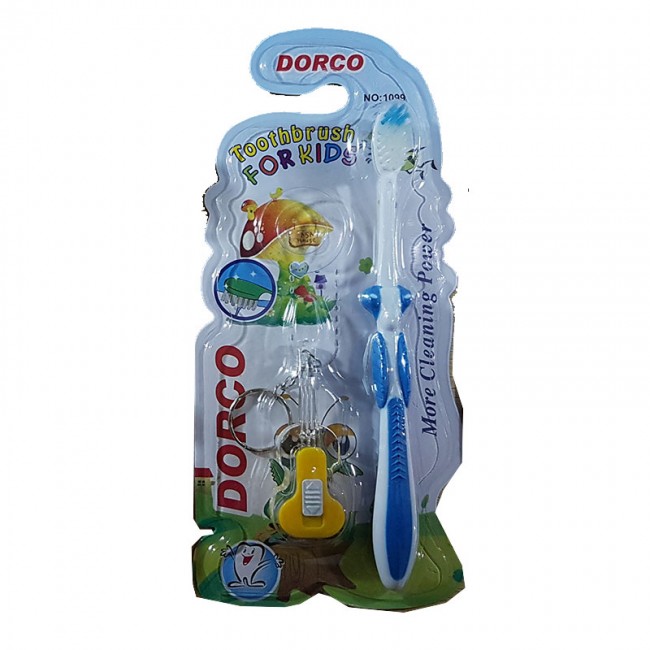 DORCO
NO:1099
Toothbrush
FOR KIDS
More Cleaning Power
DORCO